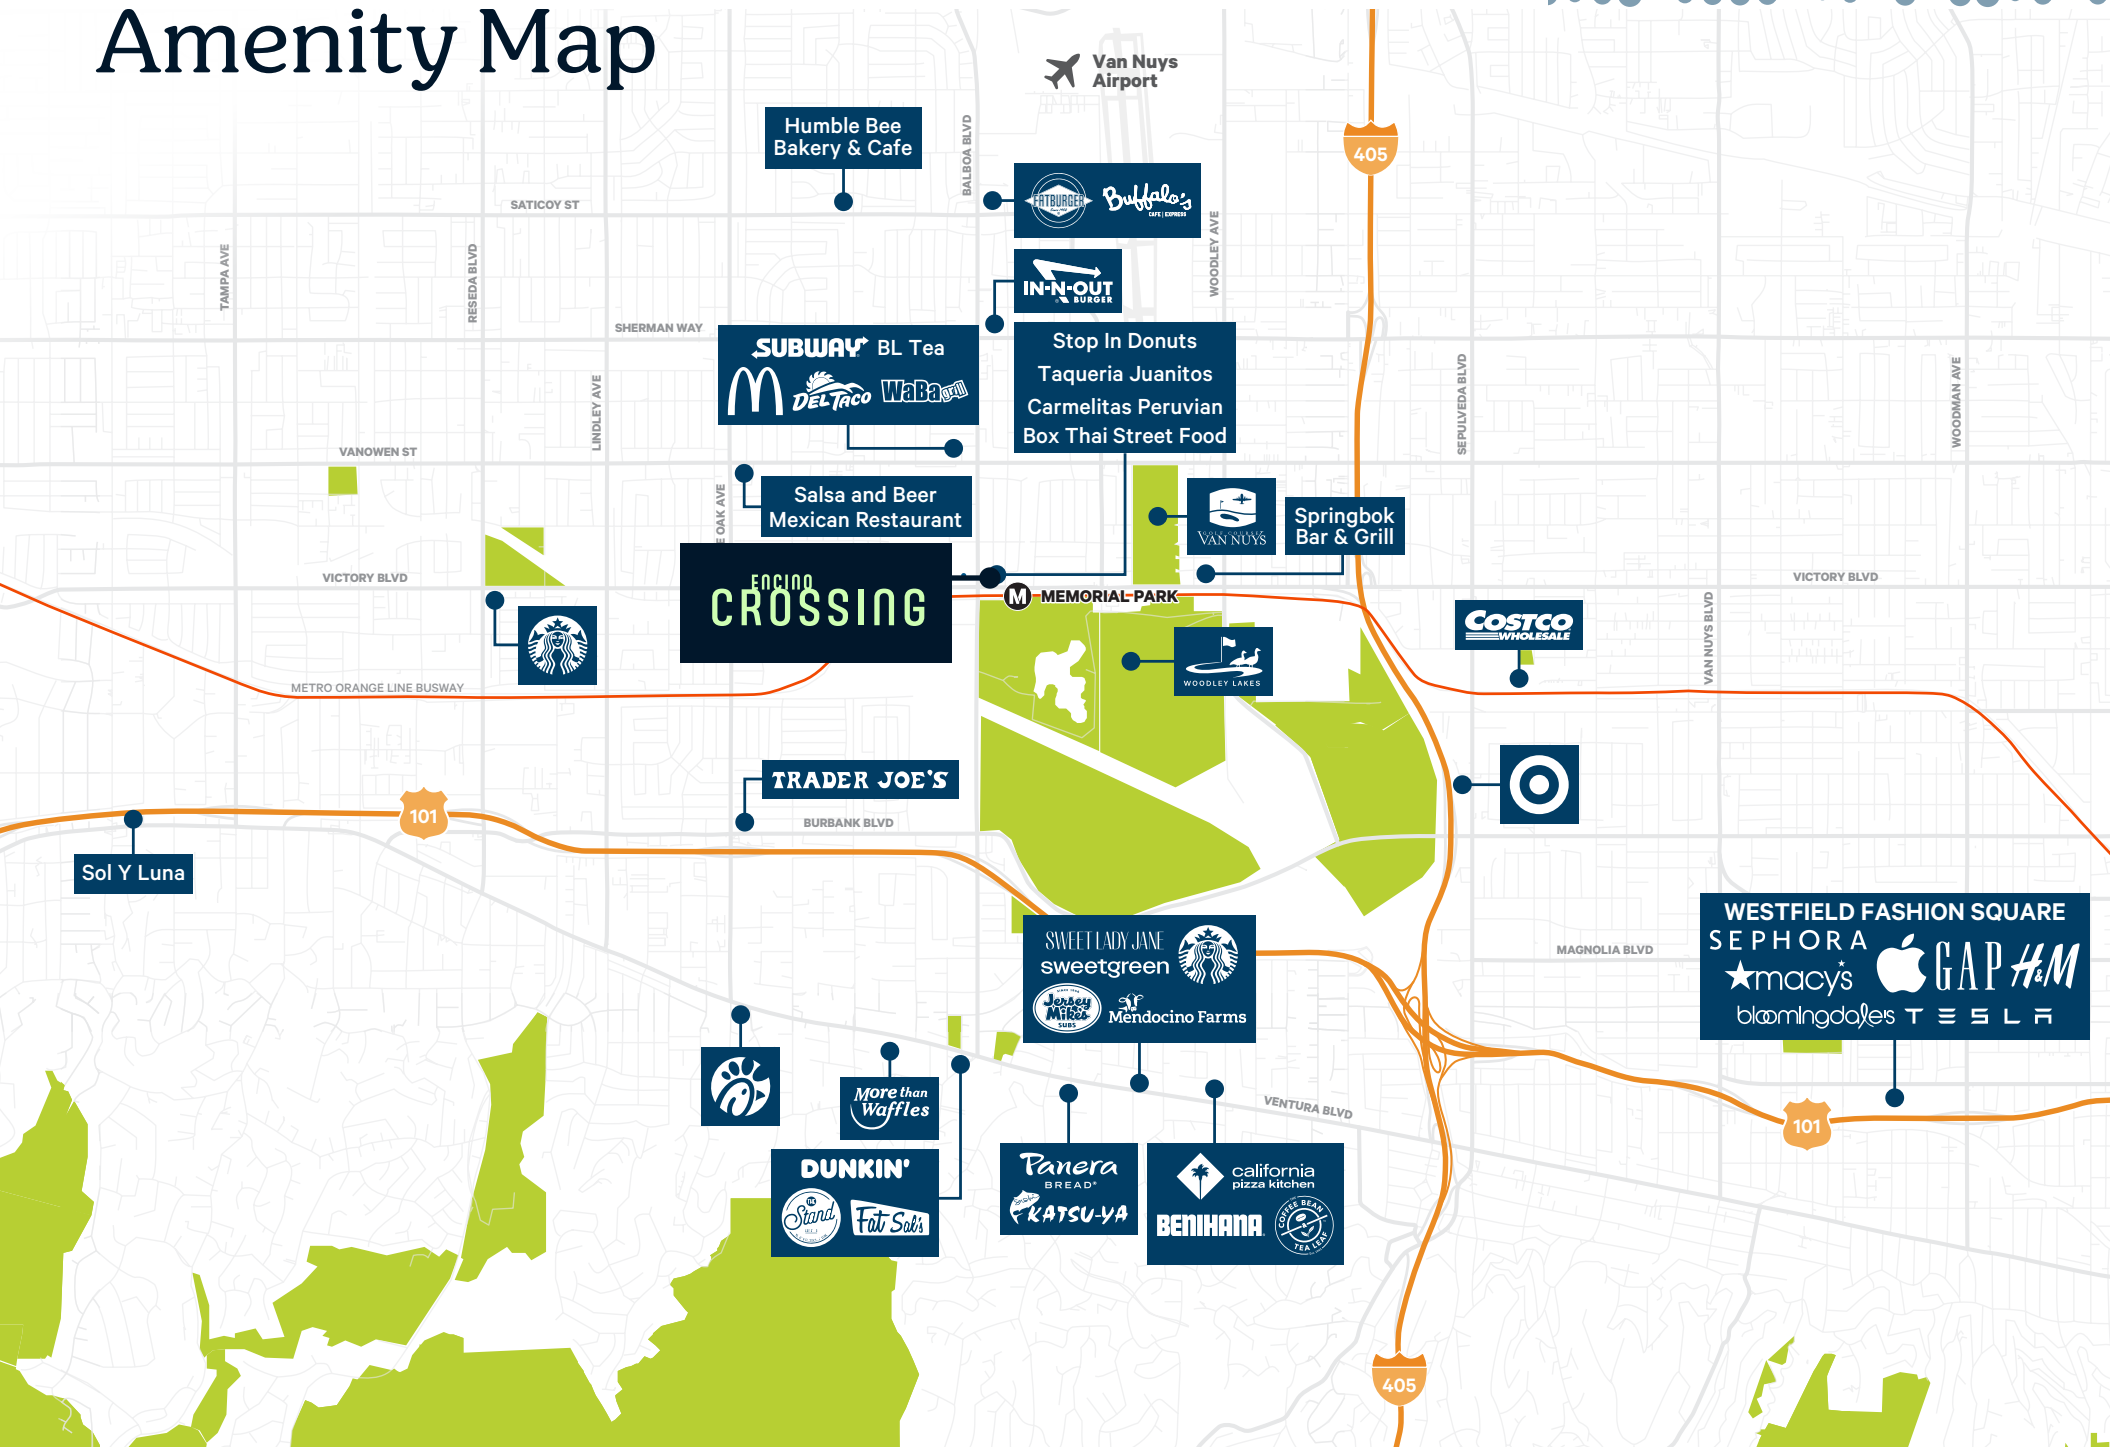 Amenity Map
Van Nuys
Airport
Humble Bee
Bakery & Cafe
BALBOA BLVD
405
FATBURGER
Buffalo's
CAFE | EXPRESS
SATICOY ST
WOODLEY AVE
TAMPA AVE
RESEDA BLVD
IN-N-OUT
BURGER
SHERMAN WAY
SUBWAY BL Tea
DEL TACO WaBa grill
Stop In Donuts
Taqueria Juanitos
Carmelitas Peruvian
Box Thai Street Food
LINDLEY AVE
SEPULVEDA BLVD
WOODMAN AVE
VANOWEN ST
Salsa and Beer
Mexican Restaurant
E OAK AVE
VAN NUYS
Springbok
Bar & Grill
VICTORY BLVD
ENCINO
CROSSING
M MEMORIAL PARK
VICTORY BLVD
COSTCO
WHOLESALE
VAN NUYS BLVD
WOODLEY LAKES
METRO ORANGE LINE BUSWAY
TRADER JOE'S
BURBANK BLVD
101
Sol Y Luna
SWEET LADY JANE
sweetgreen
Jersey
Mike's
SUBS
Mendocino Farms
MAGNOLIA BLVD
WESTFIELD FASHION SQUARE
SEPHORA
GAP H&M
macy's
bloomingdale's TESLA
More than
Waffles
VENTURA BLVD
101
DUNKIN'
THE
Stand
Fat Sal's
Panera
BREAD®
KATSU-YA
california
pizza kitchen
BENIHANA
COFFEE BEAN
TEA LEAF
405